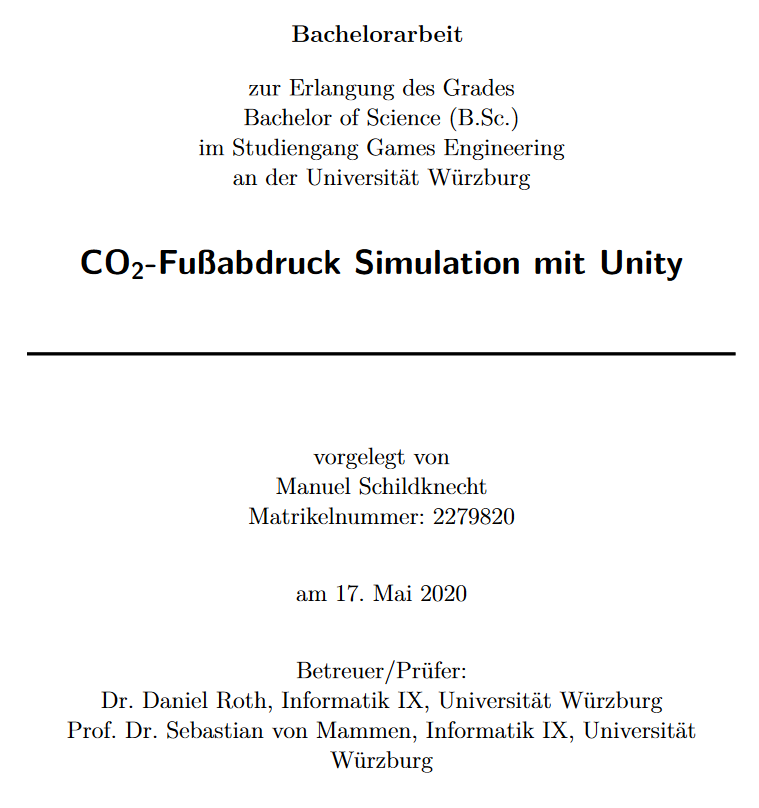 Bachelorarbeit
zur Erlangung des Grades
Bachelor of Science (B.Sc.)
im Studiengang Games Engineering
an der Universität Würzburg
CO₂-Fußabdruck Simulation mit Unity
vorgelegt von
Manuel Schildknecht
Matrikelnummer: 2279820
am 17. Mai 2020
Betreuer/Prüfer:
Dr. Daniel Roth, Informatik IX, Universität Würzburg
Prof. Dr. Sebastian von Mammen, Informatik IX, Universität
Würzburg